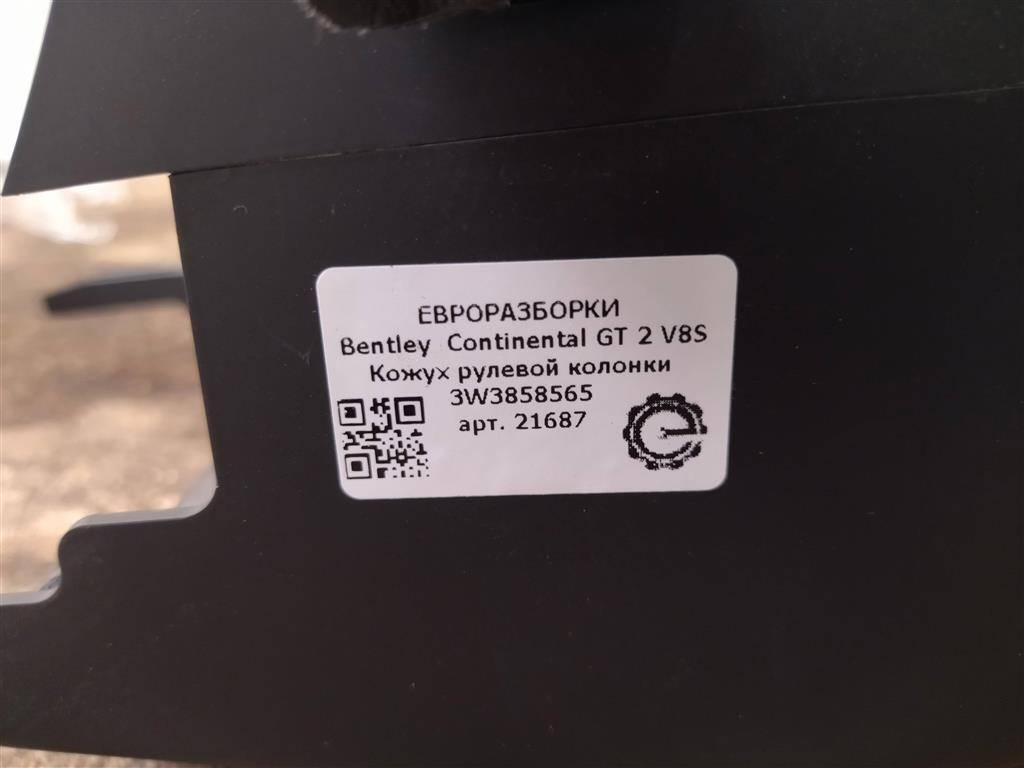 ЕВРОРАЗБОРКИ
Bentley Continental GT 2 V8S
Кожух рулевой колонки
3W3858565
арт. 21687